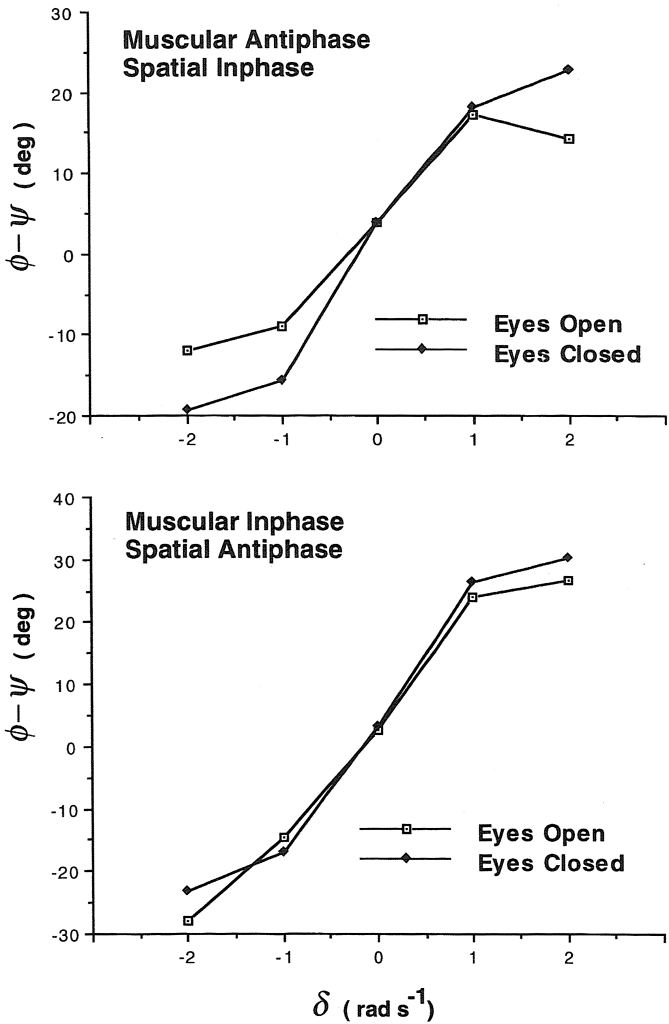 Muscular Antiphase
Spatial Inphase
30
20
10
0
-10
-20
ϕ − ψ (deg)
Eyes Open
Eyes Closed
-2 -1 0 1 2
Muscular Inphase
Spatial Antiphase
40
30
20
10
0
-10
-20
-30
ϕ − ψ (deg)
Eyes Open
Eyes Closed
-2 -1 0 1 2
δ (rad s⁻¹)